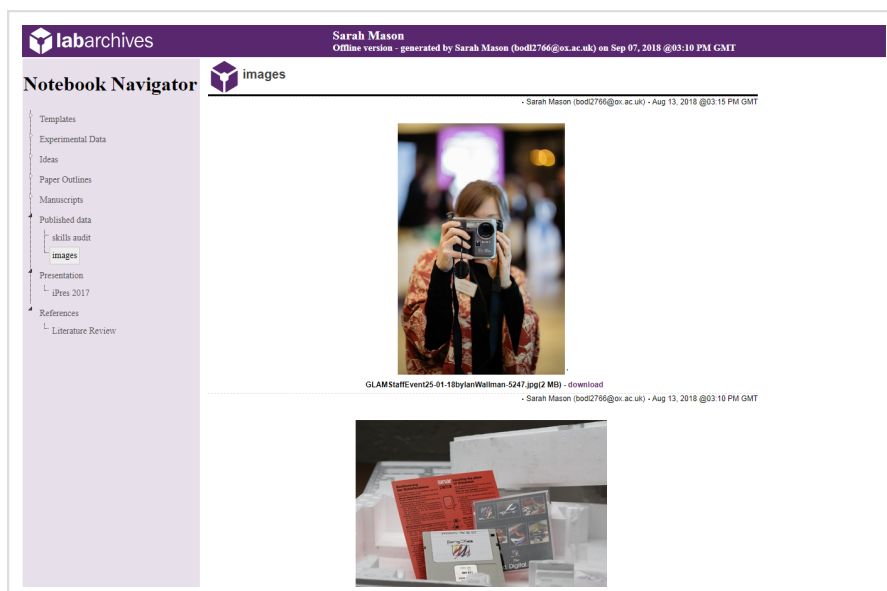 labarchives
Sarah Mason
Offline version - generated by Sarah Mason (bodl2766@ox.ac.uk) on Sep 07, 2018 @03:10 PM GMT
Notebook Navigator
Templates
Experimental Data
Ideas
Paper Outlines
Manuscripts
Published data
skills audit
images
Presentation
iPres 2017
References
Literature Review
images
• Sarah Mason (bodl2766@ox.ac.uk) • Aug 13, 2018 @03:15 PM GMT
GLAMStaffEvent25-01-18byIanWallman-5247.jpg(2 MB) - download
• Sarah Mason (bodl2766@ox.ac.uk) • Aug 13, 2018 @03:10 PM GMT
Digital